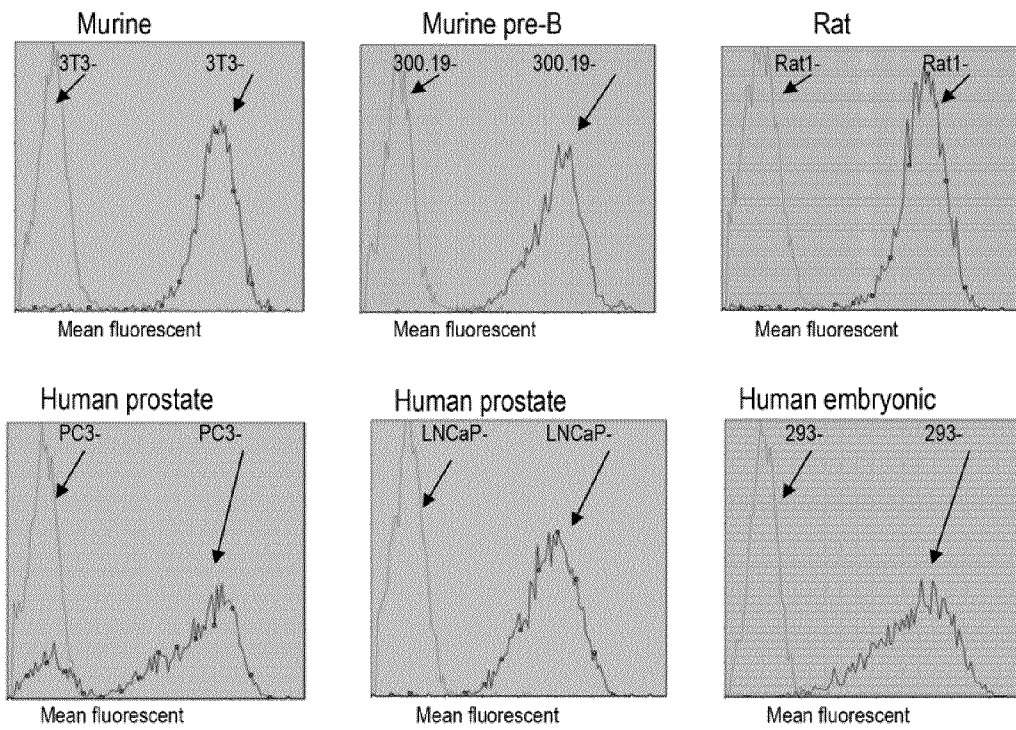 Murine
Murine pre-B
Rat
3T3-
3T3-
300.19-
300.19-
Rat1-
Rat1-
Mean fluorescent
Mean fluorescent
Mean fluorescent
Human prostate
Human prostate
Human embryonic
PC3-
PC3-
LNCaP-
LNCaP-
293-
293-
Mean fluorescent
Mean fluorescent
Mean fluorescent